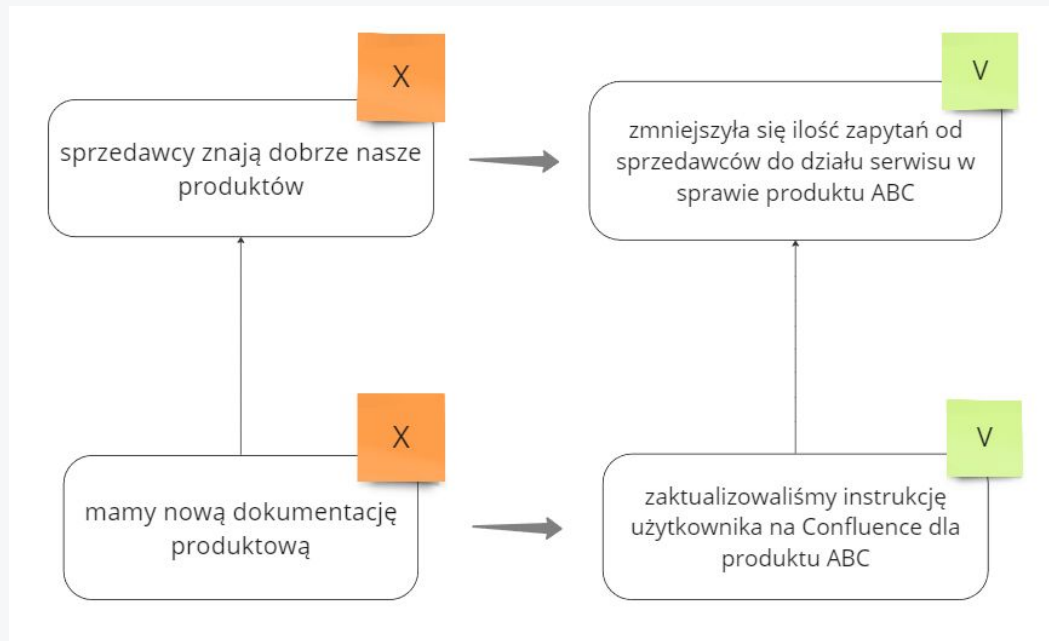 X
sprzedawcy znają dobrze nasze
produktów
V
zmniejszyła się ilość zapytań od
sprzedawców do działu serwisu w
sprawie produktu ABC
X
mamy nową dokumentację
produktową
V
zaktualizowaliśmy instrukcję
użytkownika na Confluence dla
produktu ABC